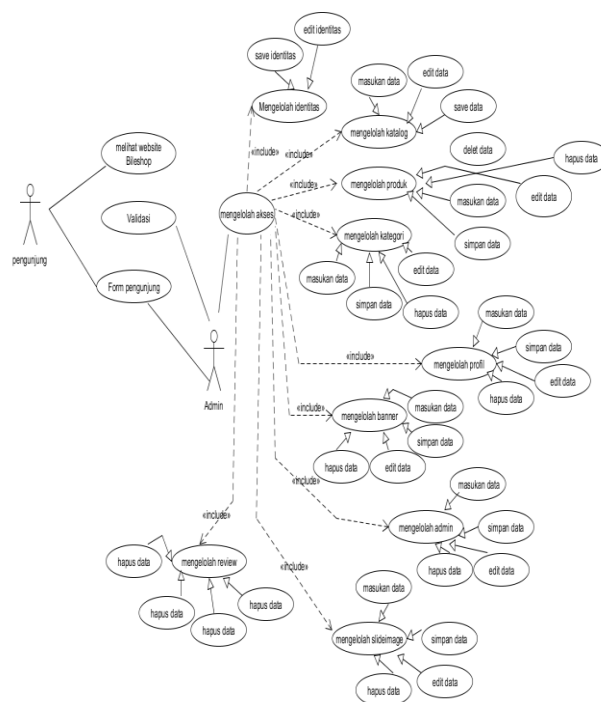 edit identitas
save identitas
Mengelolah identitas
edit data
masukan data
save data
mengelolah katalog
«include»
«include»
melihat website
Bileshop
delet data
hapus data
«include»
mengelolah produk
edit data
masukan data
mengelolah akses
Validasi
«include»
simpan data
pengunjung
mengelolah kategori
edit data
masukan data
Form pengunjung
simpan data
hapus data
masukan data
simpan data
«include»
mengelolah profil
edit data
hapus data
Admin
masukan data
«include»
mengelolah banner
simpan data
hapus data
edit data
masukan data
«include»
«include»
mengelolah admin
simpan data
hapus data
mengelolah review
hapus data
edit data
«include»
masukan data
hapus data
hapus data
hapus data
mengelolah slideimage
simpan data
edit data
hapus data